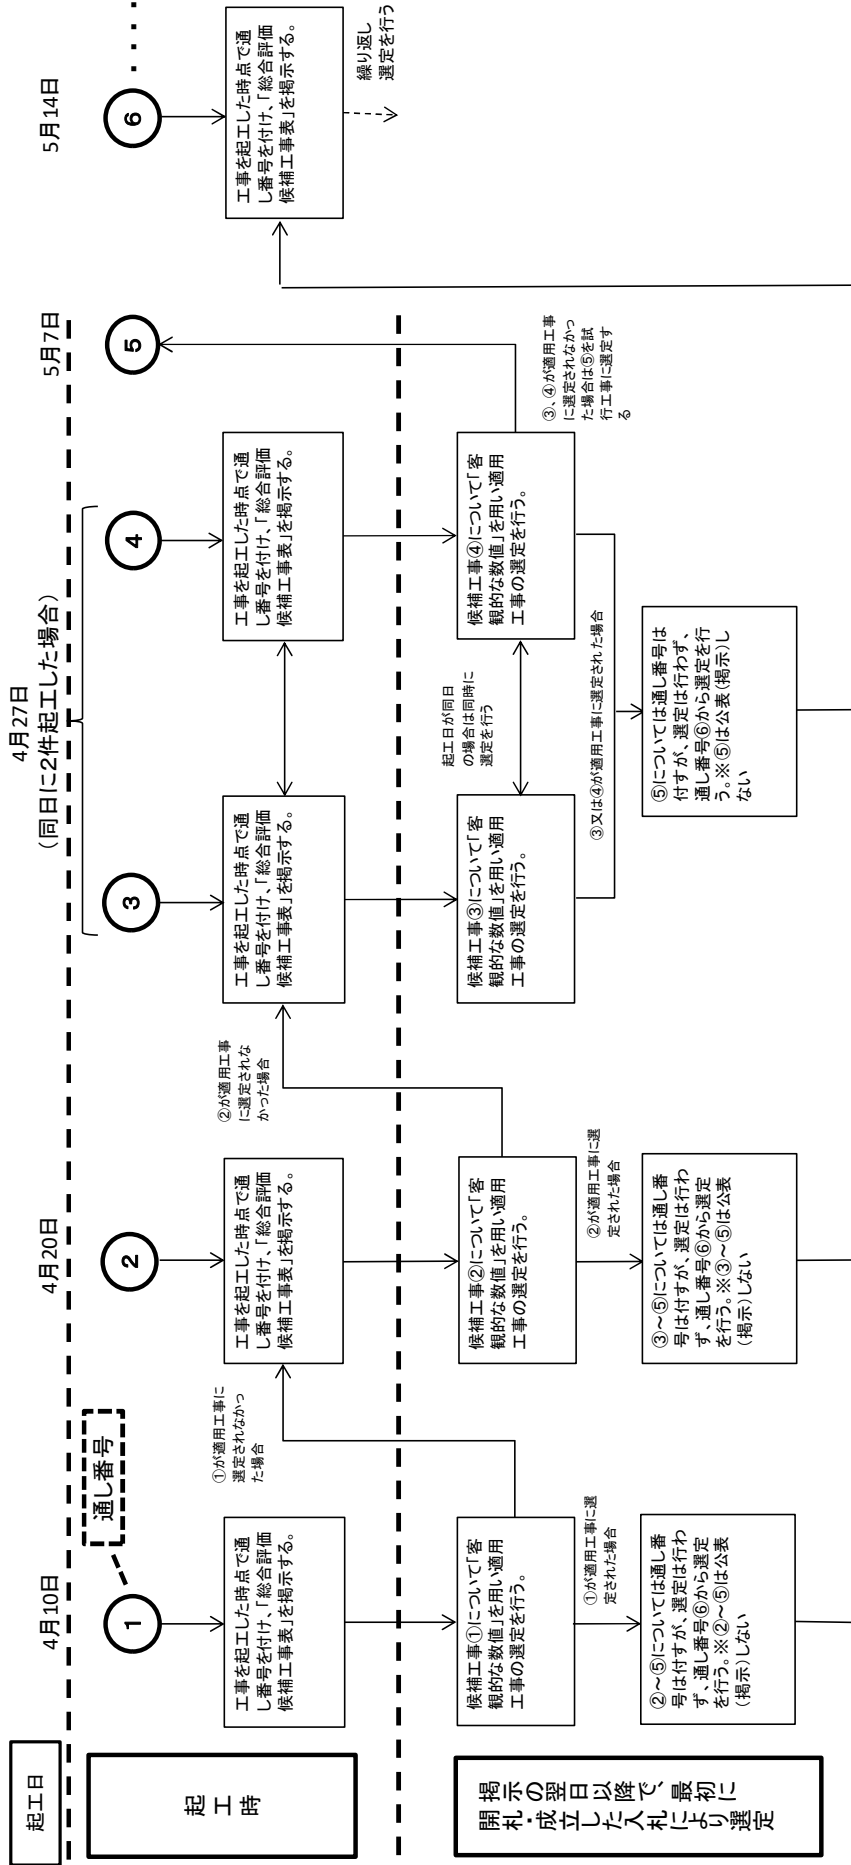 起工日
4月10日
4月20日
4月27日
(同日に2件起工した場合)
5月7日
5月14日
通し番号
起工時
1
2
3
4
5
6
・・・・
工事を起工した時点で通
し番号を付け、「総合評価
候補工事表」を掲示する。
工事を起工した時点で通
し番号を付け、「総合評価
候補工事表」を掲示する。
工事を起工した時点で通
し番号を付け、「総合評価
候補工事表」を掲示する。
工事を起工した時点で通
し番号を付け、「総合評価
候補工事表」を掲示する。
工事を起工した時点で通
し番号を付け、「総合評価
候補工事表」を掲示する。
繰り返し
選定を行う
①が適用工事に
選定されなかっ
た場合
②が適用工事
に選定されな
かった場合
③、④が適用工事
に選定されなかっ
た場合は⑤を試
行工事に選定す
る
掲示の翌日以降で、最初に
開札・成立した入札により選定
候補工事①について「客
観的な数値」を用い適用
工事の選定を行う。
候補工事②について「客
観的な数値」を用い適用
工事の選定を行う。
候補工事③について「客
観的な数値」を用い適用
工事の選定を行う。
起工日が同日
の場合は同時に
選定を行う
候補工事④について「客
観的な数値」を用い適用
工事の選定を行う。
①が適用工事に選
定された場合
②が適用工事に選
定された場合
③又は④が適用工事に選定された場合
②~⑤については通し番
号は付すが、選定は行わ
ず、通し番号⑥から選定
を行う。※②~⑤は公表
(掲示)しない
③~⑤については通し番
号は付すが、選定は行わ
ず、通し番号⑥から選定
を行う。※③~⑤は公表
(掲示)しない
⑤については通し番号は
付すが、選定は行わず、
通し番号⑥から選定を行
う。※⑤は公表(掲示)し
ない